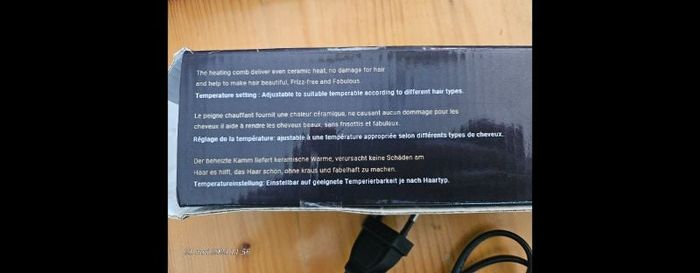 The heating comb deliver even ceramic heat, no damage for hair
and help to make hair beautiful, Frizz-free and Fabulous.
Temperature setting : Adjustable to suitable temperable according to different hair types.
Le peigne chauffant fournit une chaleur céramique, ne causant aucun dommage pour les
cheveux il aide à rendre les cheveux beaux, sans frisottis et fabuleux.
Réglage de la température: ajustable à une température appropriée selon différents types de cheveux.
Der beheizte Kamm liefert keramische Wärme, verursacht keine Schäden am
Haar es hilft, das Haar schön, ohne kraus und fabelhaft zu machen.
Temperatureinstellung: Einstellbar auf geeignete Temperierbarkeit je nach Haartyp.